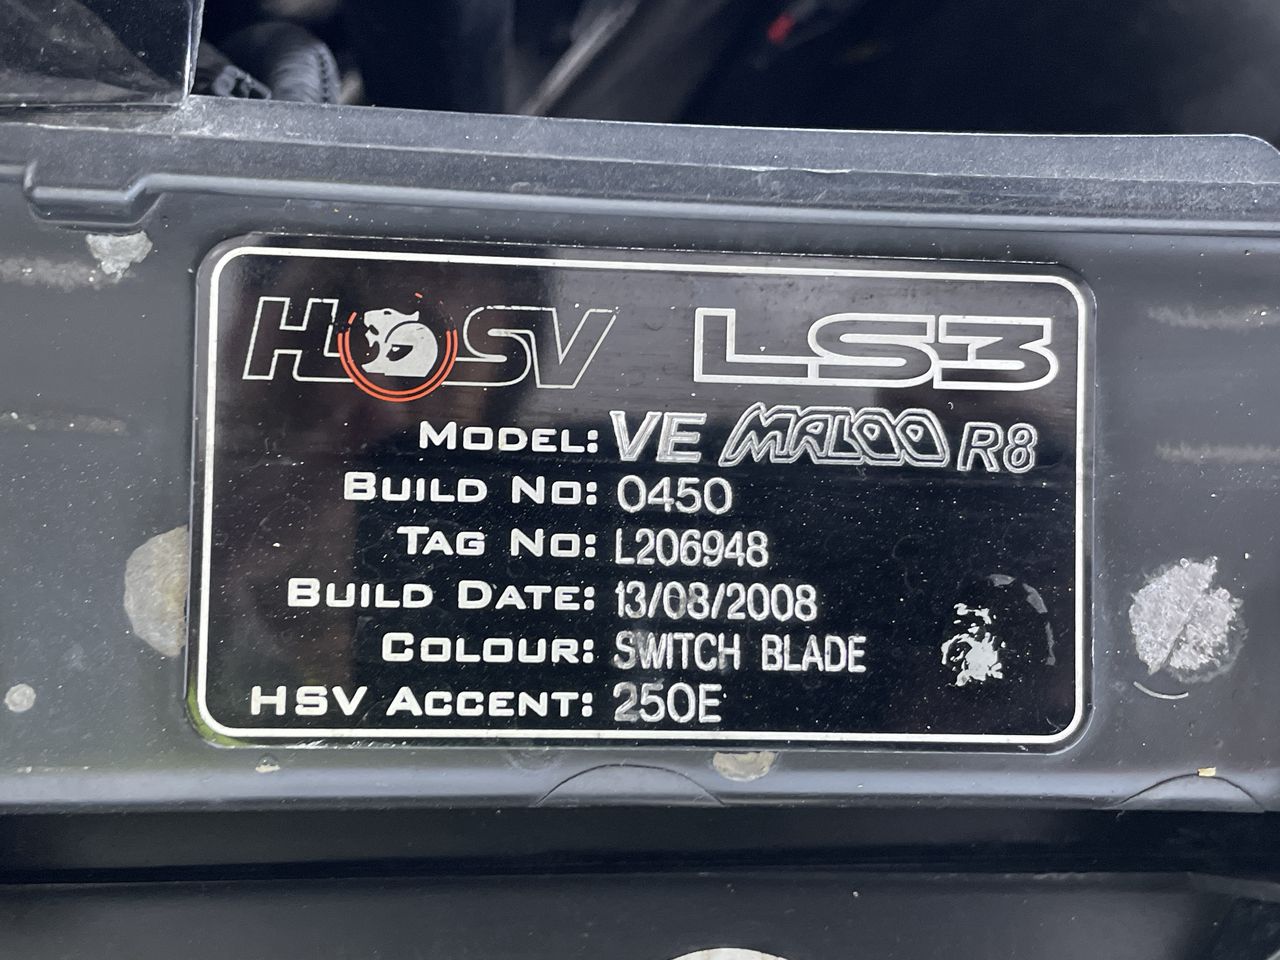 HSV LS3
MODEL: VE MALOO R8
BUILD NO: 0450
TAG NO: L206948
BUILD DATE: 13/08/2008
COLOUR: SWITCH BLADE
HSV ACCENT: 250E